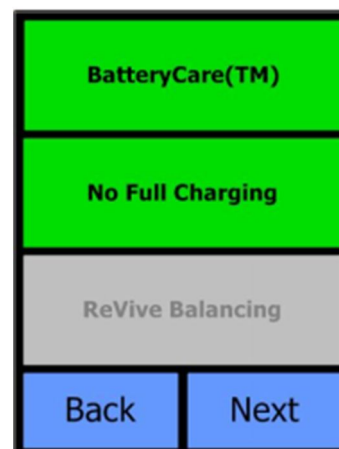 BatteryCare(TM)
No Full Charging
ReVive Balancing
Back Next